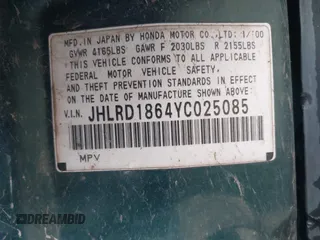 MFD.IN JAPAN BY HONDA MOTOR CO.,LTD: 1/'00
GVWR 4165LBS GAWR F 2030LBS R 2155LBS
THIS VEHICLE CONFORMS TO ALL APPLICABLE
FEDERAL MOTOR VEHICLE SAFETY,
AND THEFT PREVENTION STANDARDS IN EFFECT
ON THE DATE OF MANUFACTURE SHOWN ABOVE.
V.I.N. JHLRD1864YC025085
MPV
DREAMBID